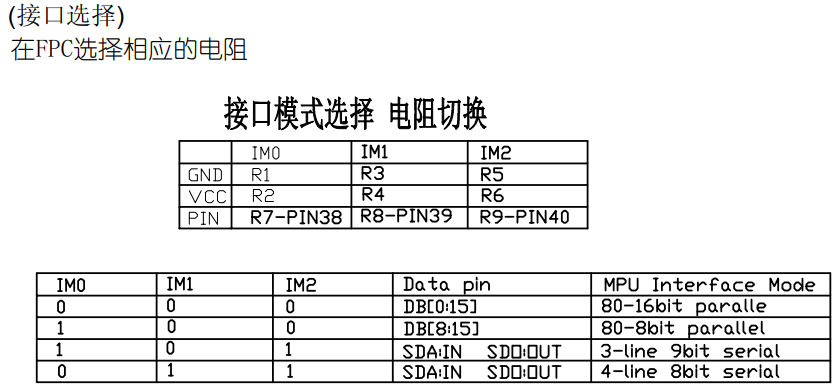 (接口选择)
在FPC选择相应的电阻
接口模式选择 电阻切换
IM0 IM1 IM2
GND R1 R3 R5
VCC R2 R4 R6
PIN R7-PIN38 R8-PIN39 R9-PIN40
IM0 IM1 IM2 Data pin MPU Interface Mode
0 0 0 DB[0:15] 80-16bit paralle
1 0 0 DB[8:15] 80-8bit parallel
1 0 1 SDA:IN SDO:OUT 3-line 9bit serial
0 1 1 SDA:IN SDO:OUT 4-line 8bit serial